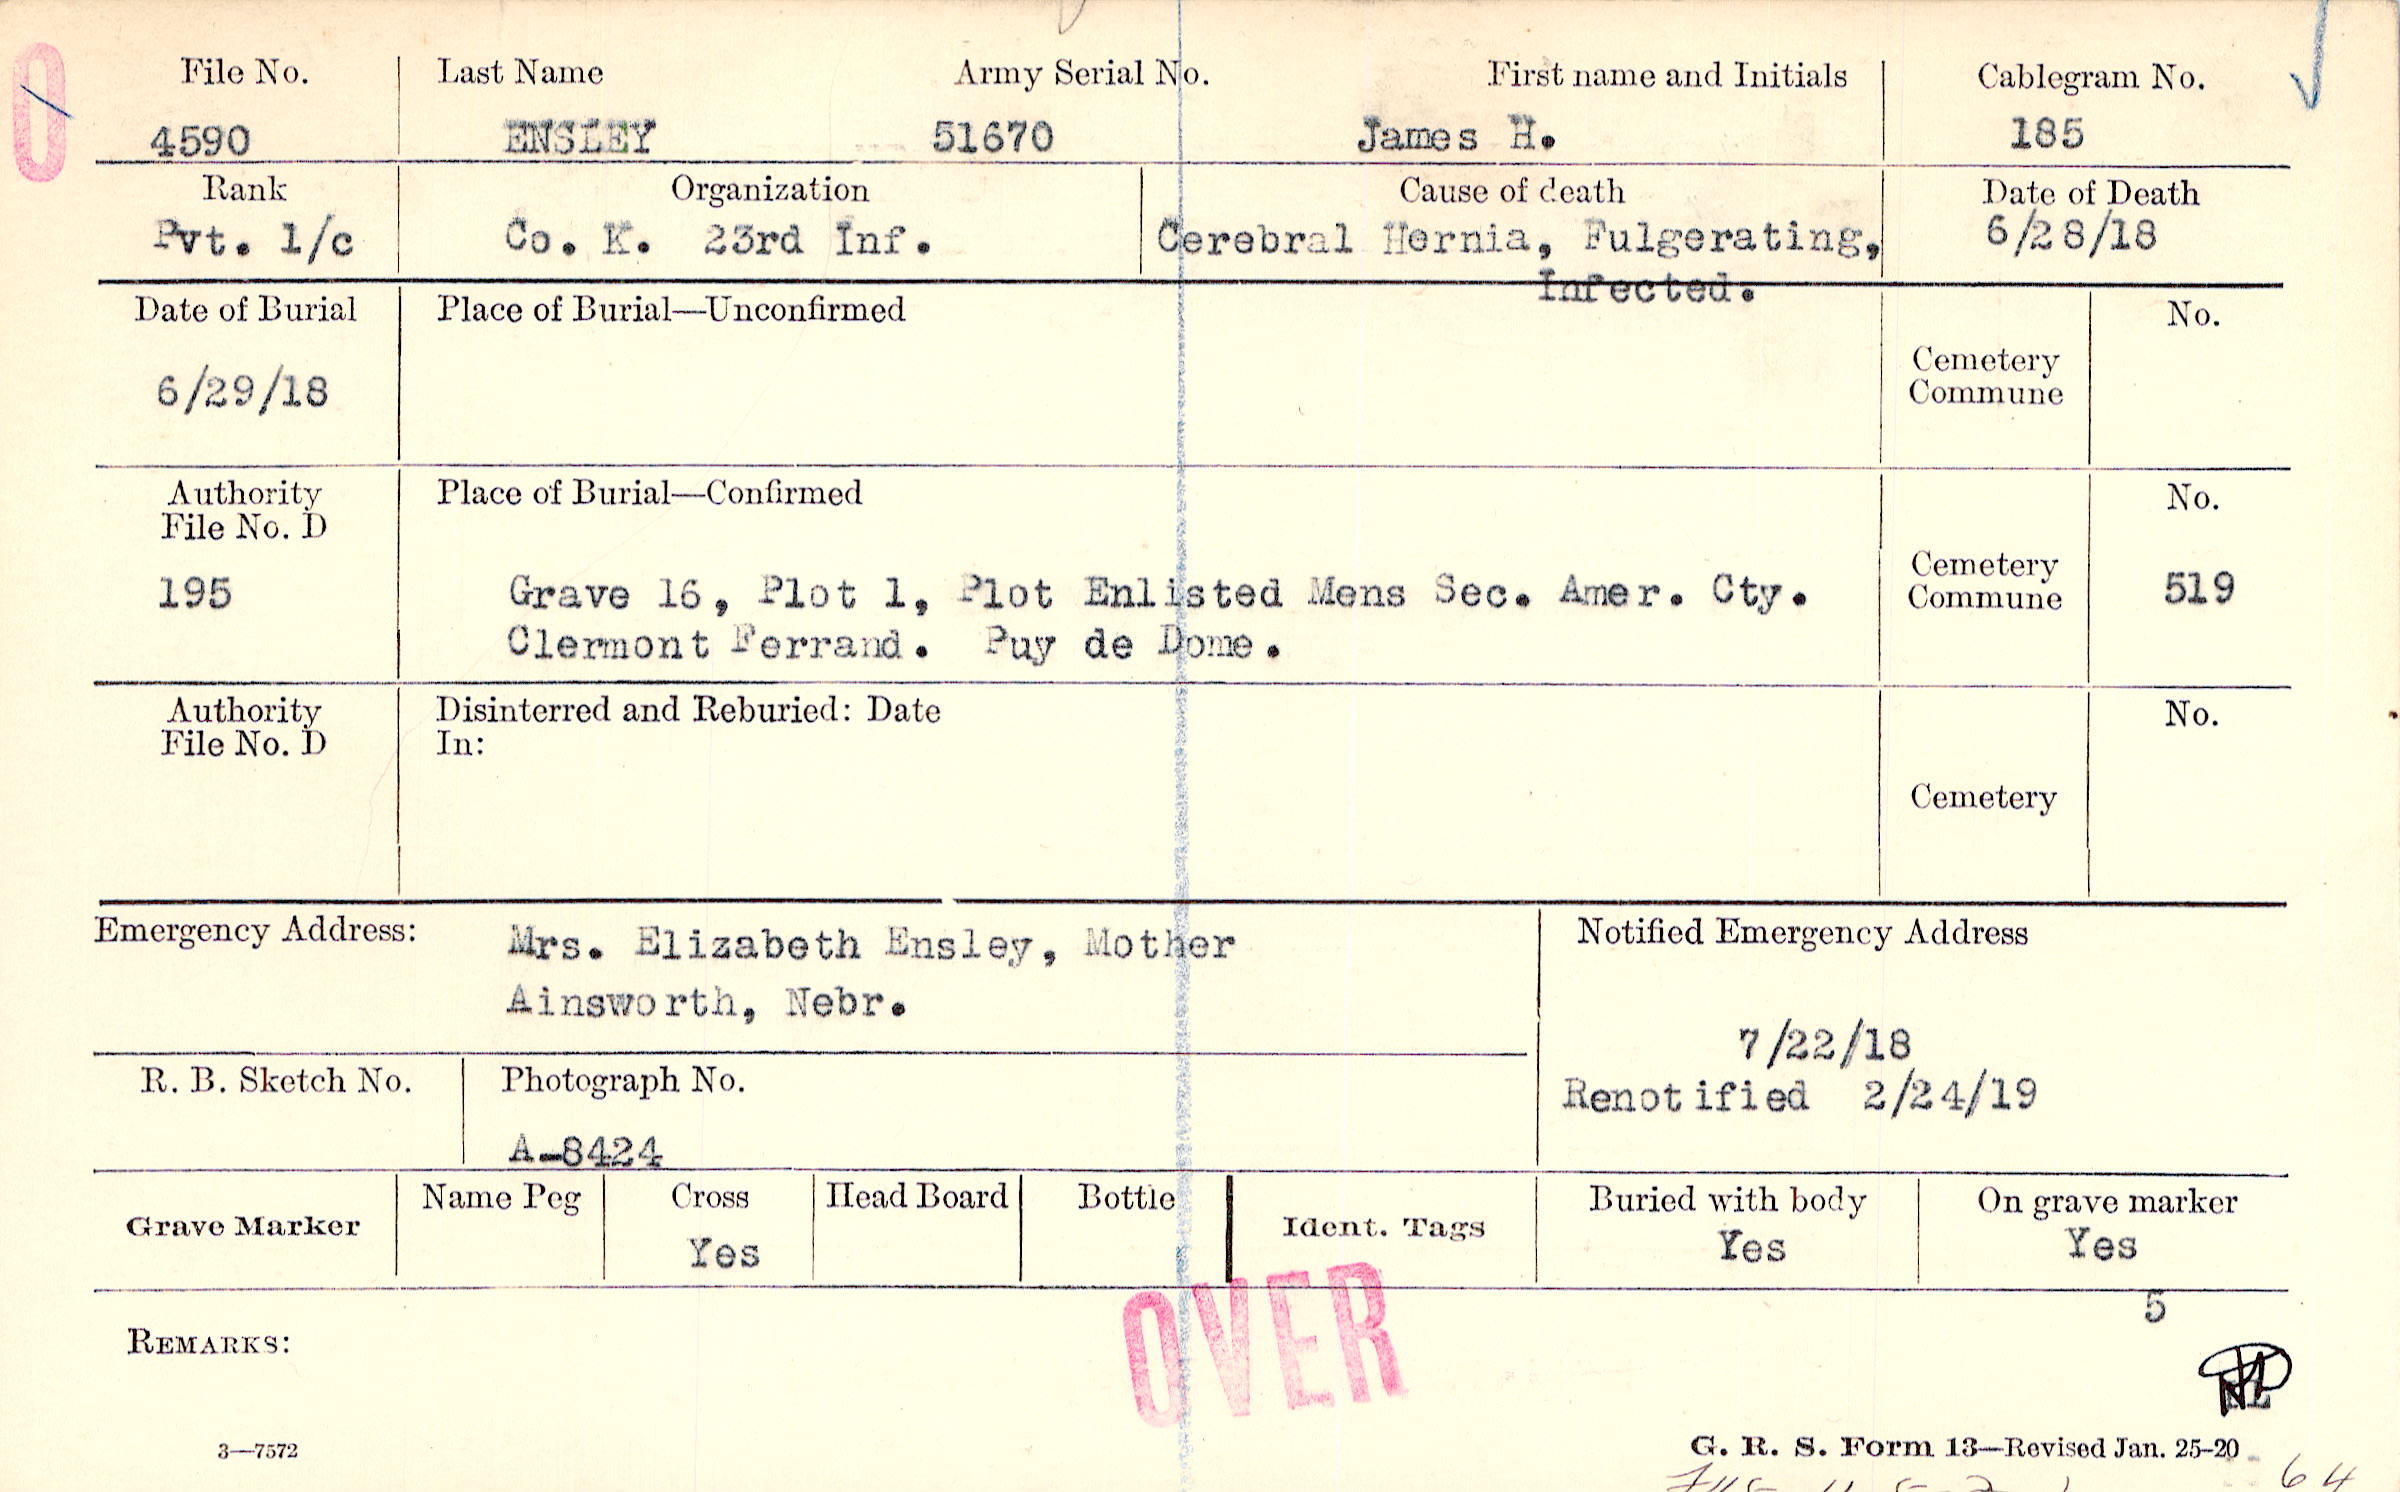 O
File No. Last Name Army Serial No. First name and Initials Cablegram No.
4590 ENSLEY 51670 James H. 185
Rank Organization Cause of death Date of Death
Pvt. 1/c Co. K. 23rd Inf. Cerebral Hernia, Fulgerating, 6/28/18
Infected.
Date of Burial Place of Burial—Unconfirmed No.
Cemetery
Commune
6/29/18
Authority Place of Burial—Confirmed No.
File No. D
Cemetery
Commune
195 Grave 16, Plot 1, Plot Enlisted Mens Sec. Amer. Cty. 519
Clermont Ferrand. Puy de Dome.
Authority Disinterred and Reburied: Date No.
File No. D In:
Cemetery
Emergency Address: Mrs. Elizabeth Ensley, Mother Notified Emergency Address
Ainsworth, Nebr.
7/22/18
R. B. Sketch No. Photograph No. Renotified 2/24/19
A-8424
Name Peg Cross Head Board Bottle Buried with body On grave marker
Grave Marker Ident. Tags
Yes Yes Yes
5
REMARKS: OVER
3—7572 G. R. S. Form 13—Revised Jan. 25-20
64